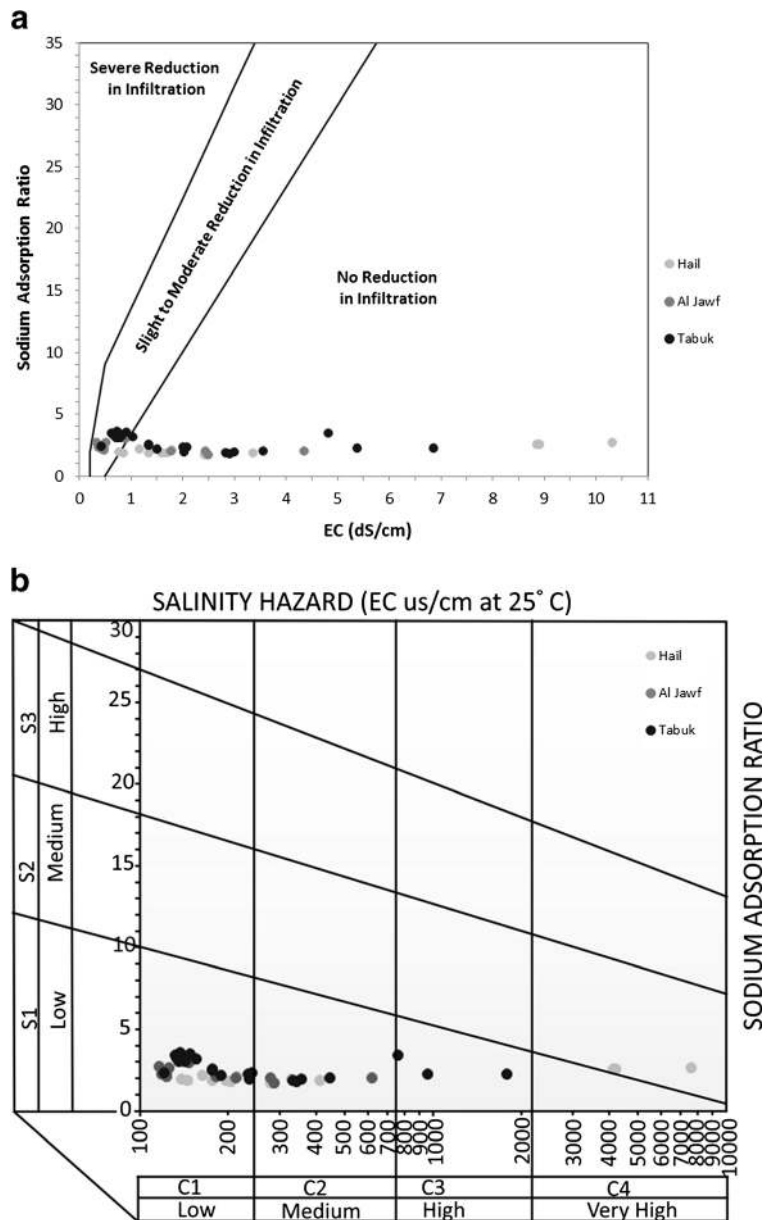 a
35
30
25
20
15
10
5
0
Sodium Adsorption Ratio
Severe Reduction
in Infiltration
Slight to Moderate Reduction in Infiltration
No Reduction
in Infiltration
Hail
Al Jawf
Tabuk
0 1 2 3 4 5 6 7 8 9 10 11
EC (dS/cm)
b
SALINITY HAZARD (EC us/cm at 25° C)
S3 High
S2 Medium
S1 Low
30
25
20
15
10
5
0
Hail
Al Jawf
Tabuk
SODIUM ADSORPTION RATIO
100 200 300 400 500 600 700 800 900 1000 2000 3000 4000 5000 6000 7000 8000 9000 10000
C1 C2 C3 C4
Low Medium High Very High